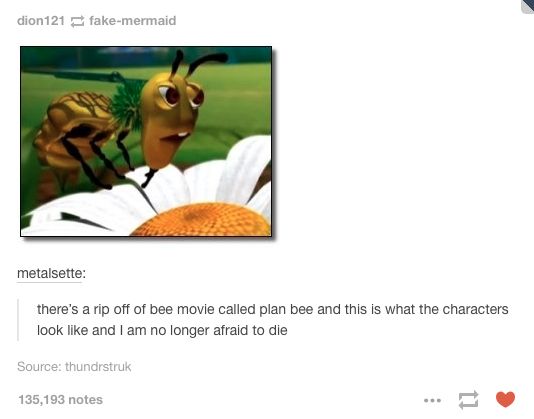 dion121 fake-mermaid
metalsette:
there's a rip off of bee movie called plan bee and this is what the characters
look like and I am no longer afraid to die
Source: thundrstruk
135,193 notes